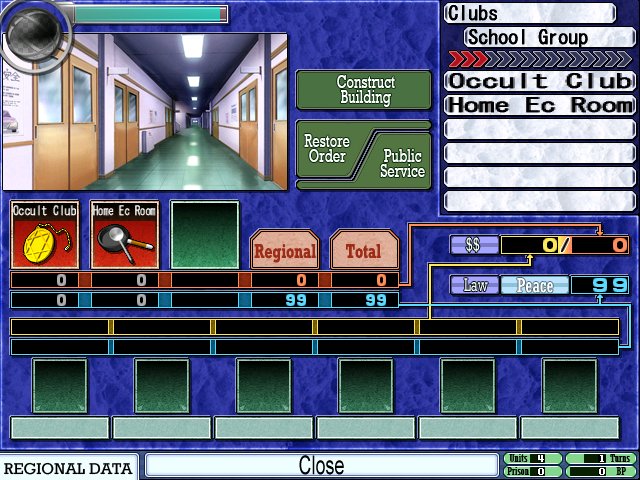 Clubs
School Group
Occult Club
Home Ec Room
Construct
Building
Restore
Order
Public
Service
Occult Club
Home Ec Room
Regional
Total
$$
0/ 0
0 0 0 0
Law
Peace
99
0 0 99 99
REGIONAL DATA
Close
Units 4
1 Turns
Prison 0
0 BP